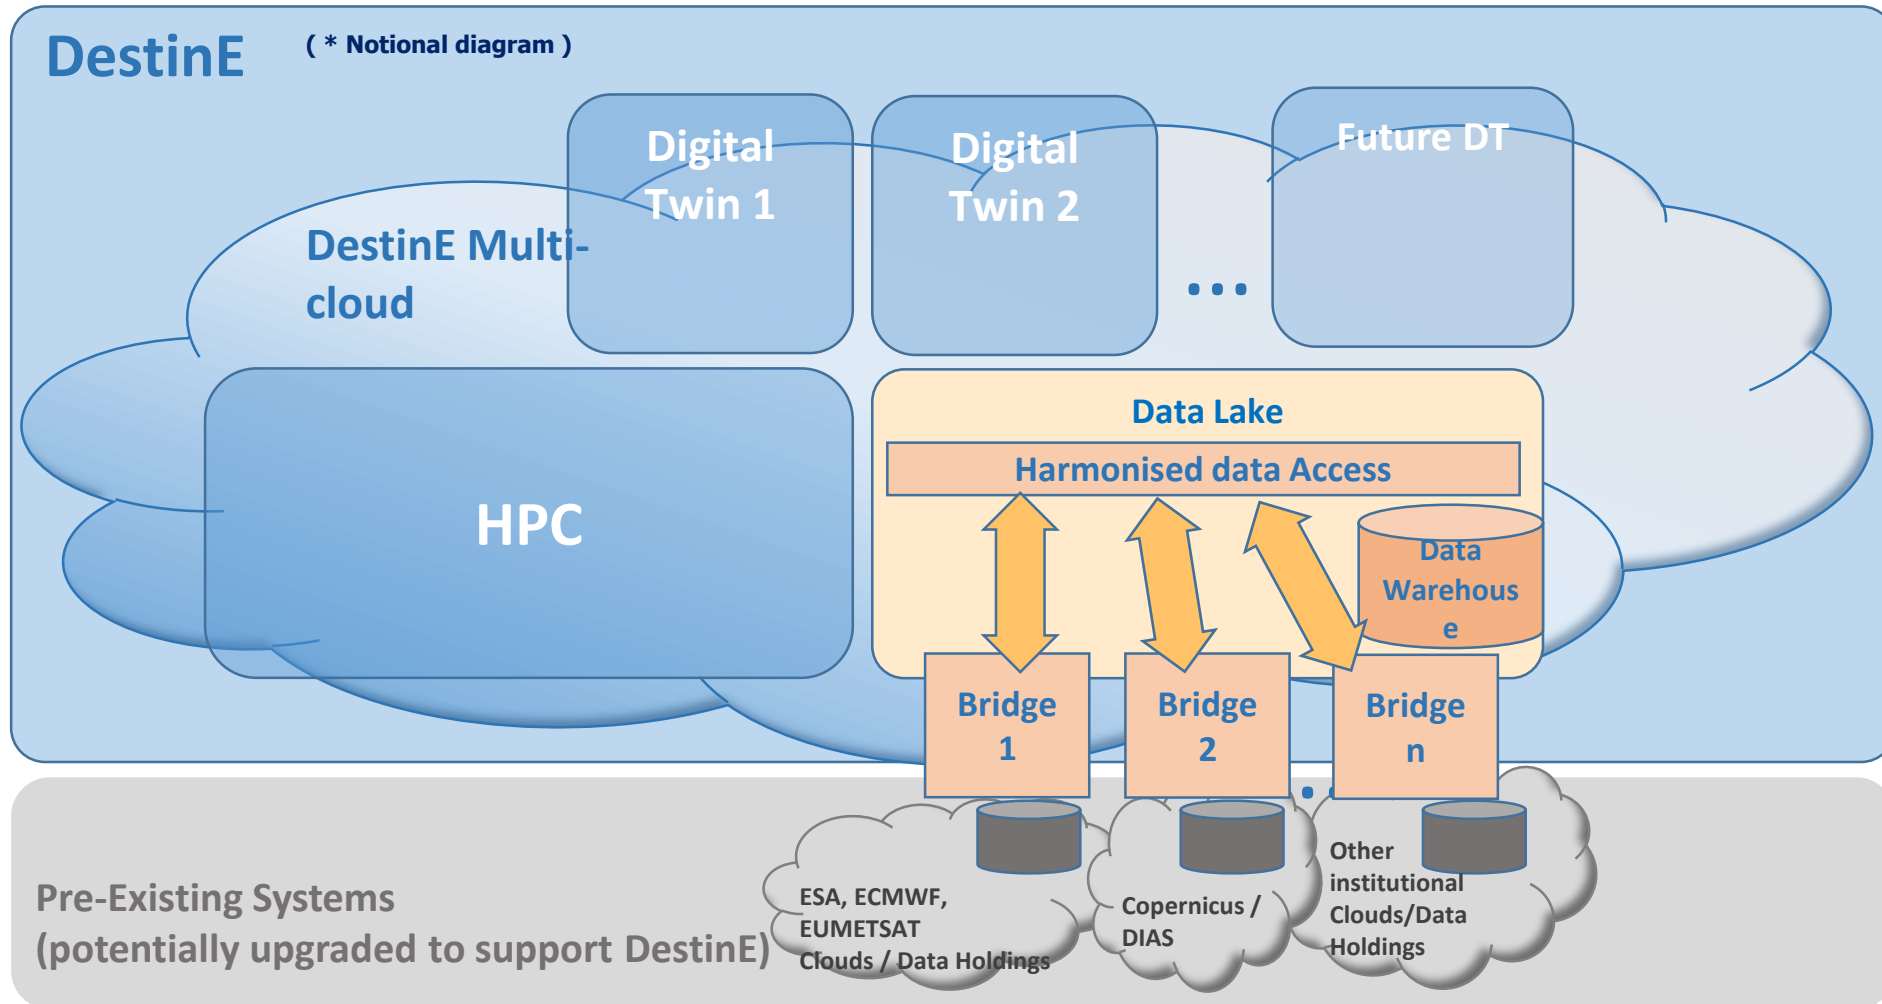 DestinE
( * Notional diagram )
Digital
Twin 1
Digital
Twin 2
Future DT
DestinE Multi-
cloud
...
HPC
Data Lake
Harmonised data Access
Data
Warehous
e
Bridge
1
Bridge
2
Bridge
n
Pre-Existing Systems
(potentially upgraded to support DestinE)
ESA, ECMWF,
EUMETSAT
Clouds / Data Holdings
Copernicus /
DIAS
Other
institutional
Clouds/Data
Holdings